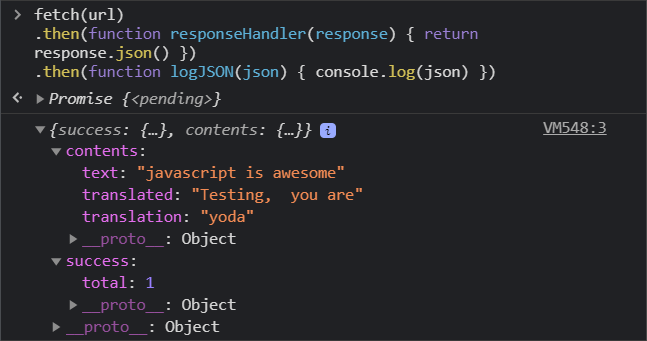 fetch(url)
.then(function responseHandler(response) { return
response.json() })
.then(function logJSON(json) { console.log(json) })
Promise {<pending>}
{success: {…}, contents: {…}} i VM548:3
contents:
text: "javascript is awesome"
translated: "Testing,  you are"
translation: "yoda"
__proto__: Object
success:
total: 1
__proto__: Object
__proto__: Object